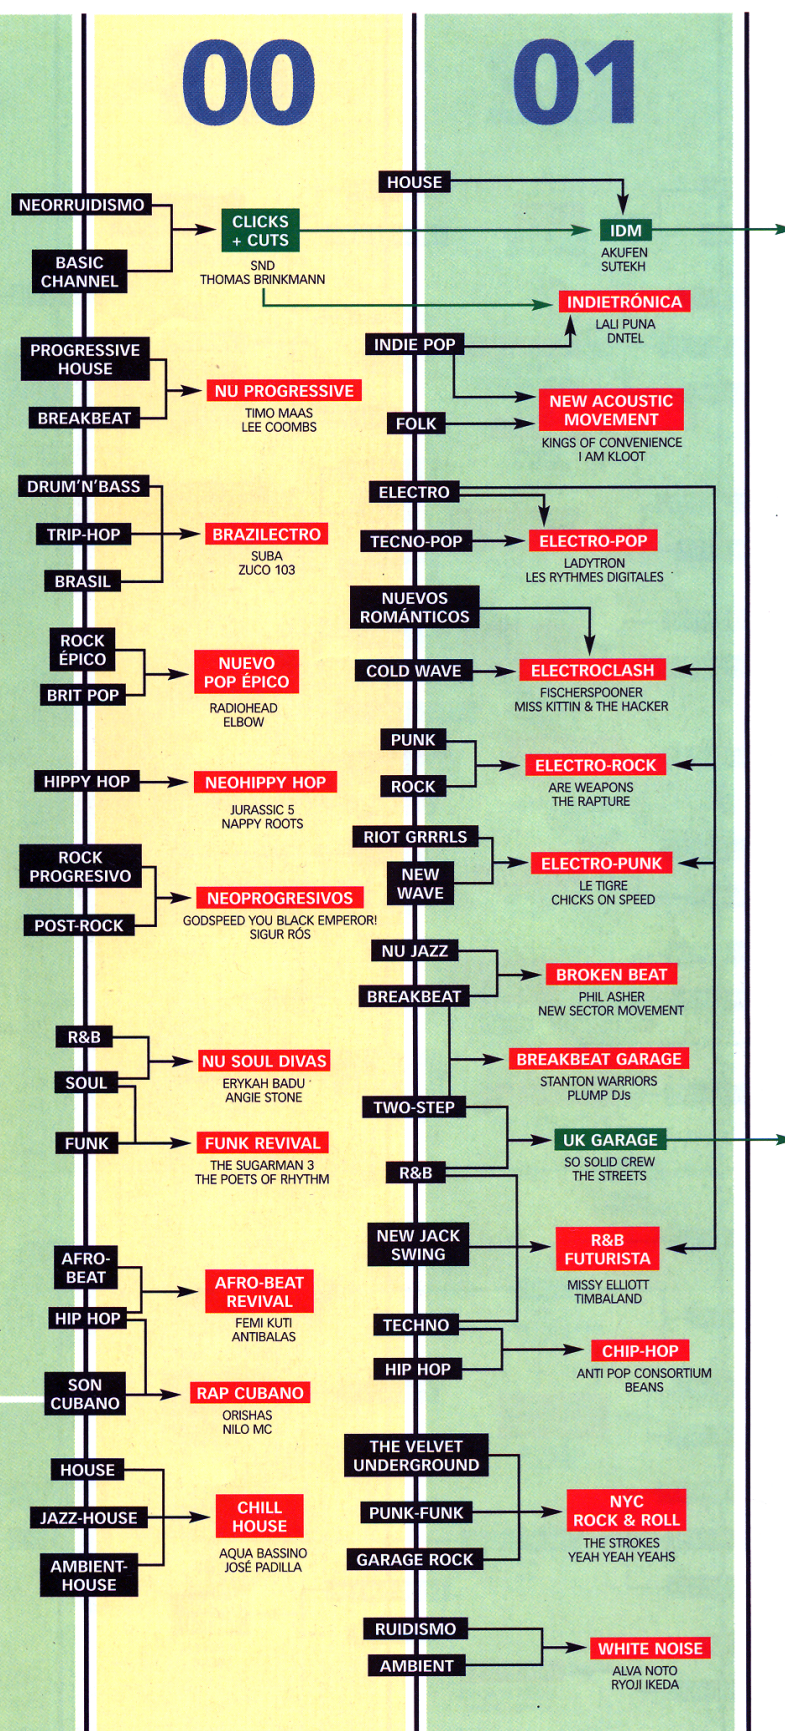 00
NEORRUIDISMO
BASIC
CHANNEL
CLICKS
+ CUTS
SND
THOMAS BRINKMANN
PROGRESSIVE
HOUSE
BREAKBEAT
NU PROGRESSIVE
TIMO MAAS
LEE COOMBS
DRUM'N'BASS
TRIP-HOP
BRASIL
BRAZILECTRO
SUBA
ZUCO 103
ROCK
ÉPICO
BRIT POP
NUEVO
POP ÉPICO
RADIOHEAD
ELBOW
HIPPY HOP
NEOHIPPY HOP
JURASSIC 5
NAPPY ROOTS
ROCK
PROGRESIVO
POST-ROCK
NEOPROGRESIVOS
GODSPEED YOU BLACK EMPEROR!
SIGUR RÓS
R&B
SOUL
FUNK
NU SOUL DIVAS
ERYKAH BADU
ANGIE STONE
FUNK REVIVAL
THE SUGARMAN 3
THE POETS OF RHYTHM
AFRO-
BEAT
HIP HOP
SON
CUBANO
AFRO-BEAT
REVIVAL
FEMI KUTI
ANTIBALAS
RAP CUBANO
ORISHAS
NILO MC
HOUSE
JAZZ-HOUSE
AMBIENT-
HOUSE
CHILL
HOUSE
AQUA BASSINO
JOSÉ PADILLA
01
HOUSE
IDM
AKUFEN
SUTEKH
INDIETRÓNICA
LALI PUNA
DNTEL
INDIE POP
FOLK
NEW ACOUSTIC
MOVEMENT
KINGS OF CONVENIENCE
I AM KLOOT
ELECTRO
TECNO-POP
ELECTRO-POP
LADYTRON
LES RYTHMES DIGITALES
NUEVOS
ROMÁNTICOS
COLD WAVE
ELECTROCLASH
FISCHERSPOONER
MISS KITTIN & THE HACKER
PUNK
ROCK
ELECTRO-ROCK
ARE WEAPONS
THE RAPTURE
RIOT GRRRLS
NEW
WAVE
ELECTRO-PUNK
LE TIGRE
CHICKS ON SPEED
NU JAZZ
BREAKBEAT
BROKEN BEAT
PHIL ASHER
NEW SECTOR MOVEMENT
BREAKBEAT GARAGE
STANTON WARRIORS
PLUMP DJs
TWO-STEP
R&B
UK GARAGE
SO SOLID CREW
THE STREETS
NEW JACK
SWING
R&B
FUTURISTA
MISSY ELLIOTT
TIMBALAND
TECHNO
HIP HOP
CHIP-HOP
ANTI POP CONSORTIUM
BEANS
THE VELVET
UNDERGROUND
PUNK-FUNK
GARAGE ROCK
NYC
ROCK & ROLL
THE STROKES
YEAH YEAH YEAHS
RUIDISMO
AMBIENT
WHITE NOISE
ALVA NOTO
RYOJI IKEDA